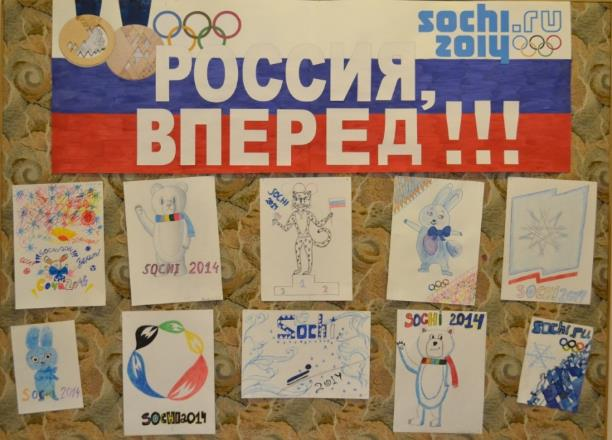 sochi.ru
2014
РОССИЯ,
ВПЕРЕД!!!
SOCHI 2014
SOCHI
2014
1
2
3
SOCHI 2014
SOCHI 2014
SOCHI 2014
Sochi
2014
SOCHI 2014
SOCHI.RU